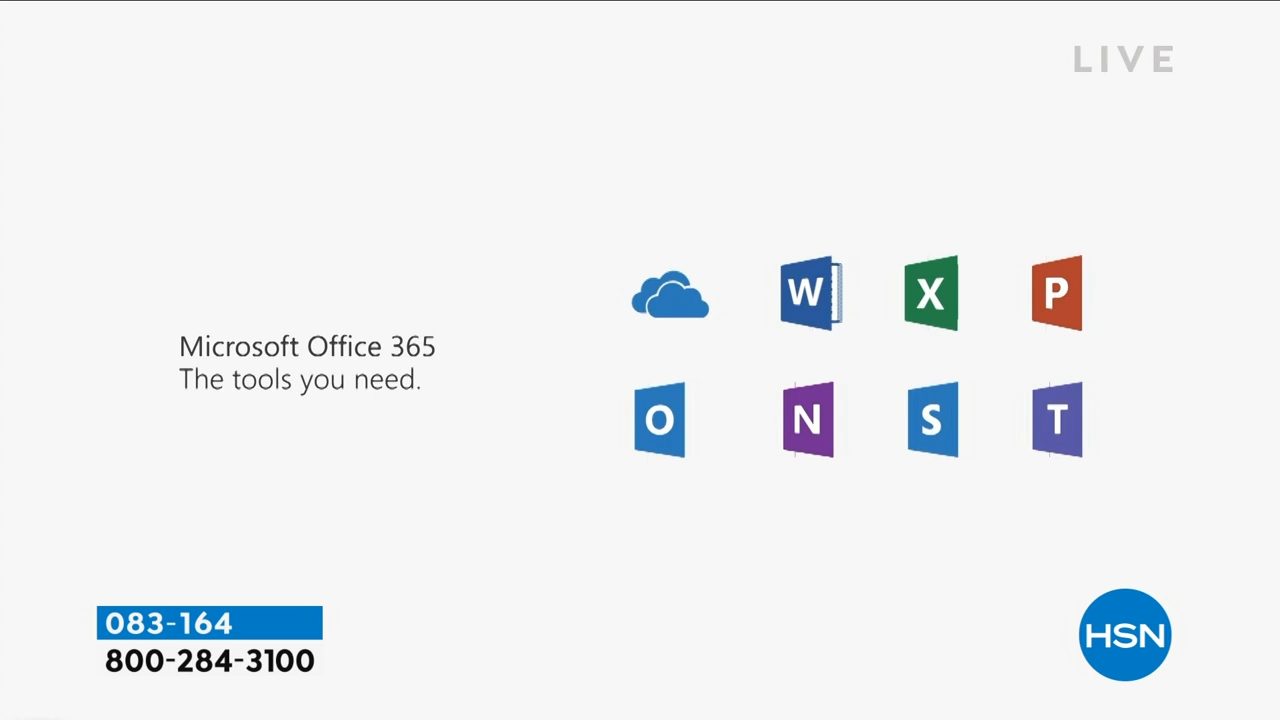 LIVE
W
X
P
Microsoft Office 365
The tools you need.
O
N
S
T
083-164
800-284-3100
HSN